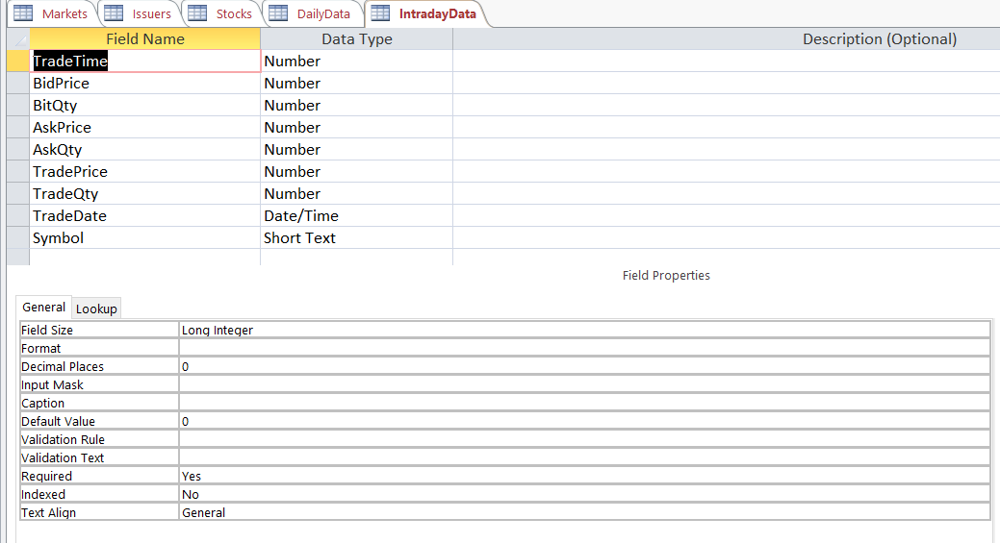 Markets Issuers Stocks DailyData IntradayData
Field Name Data Type Description (Optional)
TradeTime Number
BidPrice Number
BitQty Number
AskPrice Number
AskQty Number
TradePrice Number
TradeQty Number
TradeDate Date/Time
Symbol Short Text
Field Properties
General Lookup
Field Size Long Integer
Format
Decimal Places 0
Input Mask
Caption
Default Value 0
Validation Rule
Validation Text
Required Yes
Indexed No
Text Align General